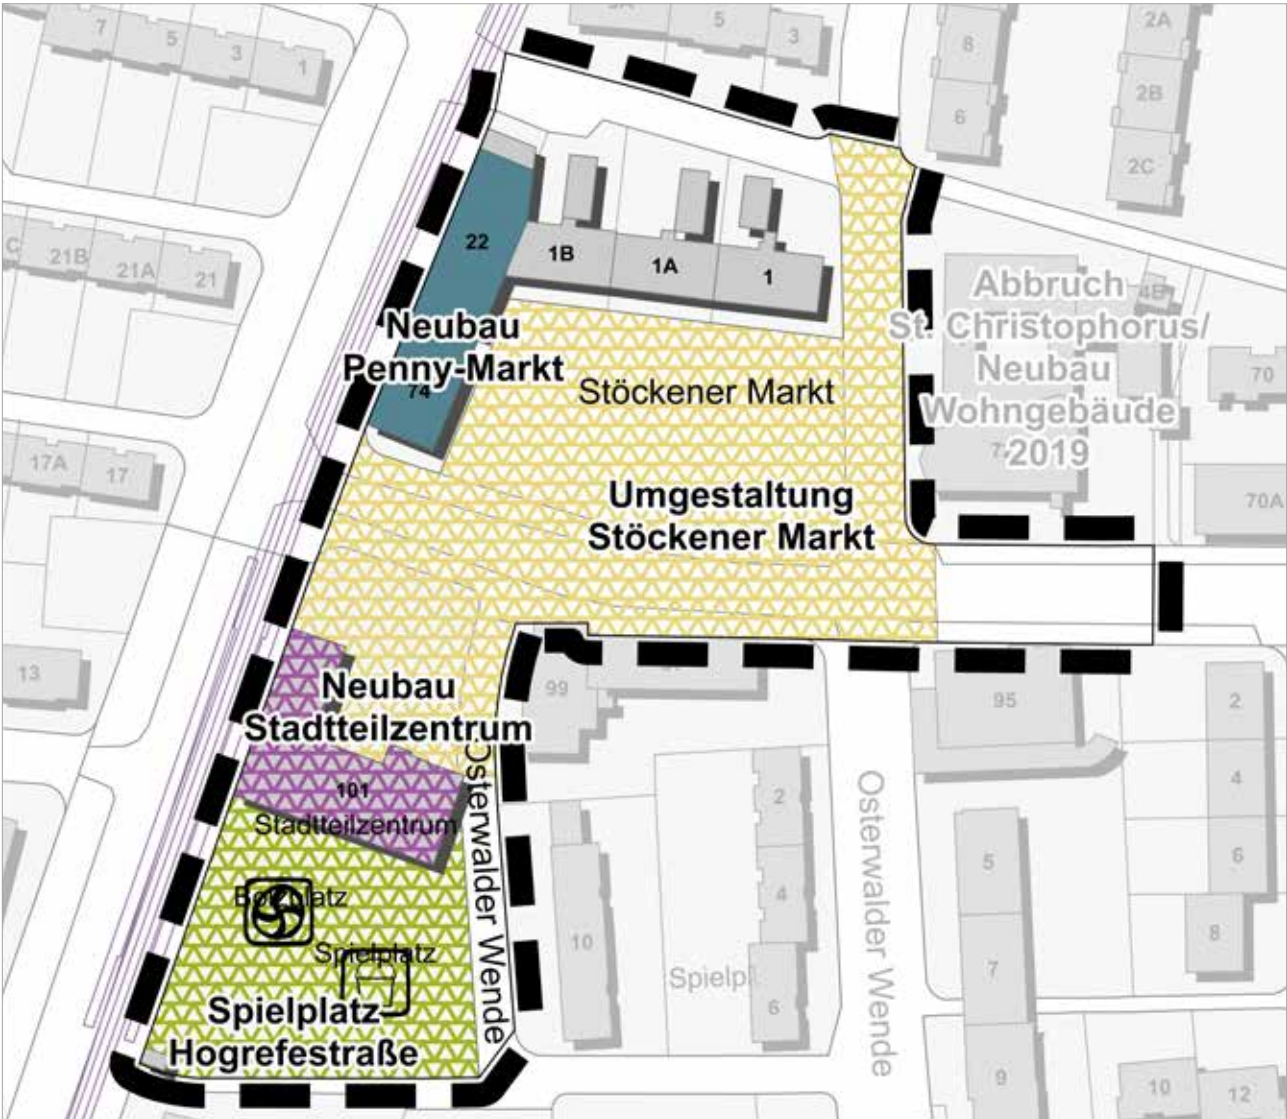 7
5
3
1
5
3
8
6
2A
2B
2C
C
21B
21A
21
22
1B
1A
1
Abbruch
4B
St. Christophorus/
Neubau
Wohngebäude
2019
70
70A
Neubau
Penny-Markt
74
Stöckener Markt
Umgestaltung
Stöckener Markt
17A
17
13
Neubau
Stadtteilzentrum
101
Stadtteilzentrum
Bolzplatz
Spielplatz
Spielplatz
Hogrefestraße
Osterwalder Wende
99
95
2
4
6
8
2
4
6
10
Spielpl
Osterwalder Wende
5
7
9
10
12